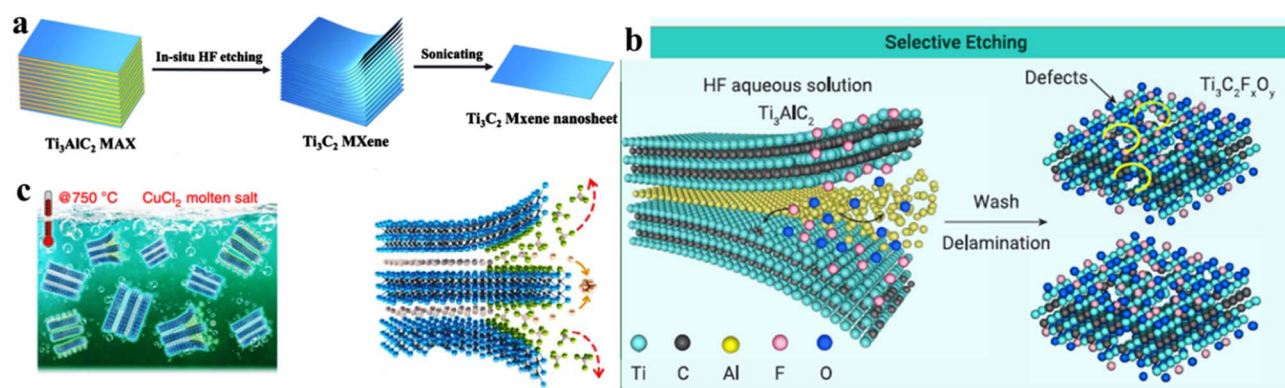 a
In-situ HF etching
Sonicating
Ti₃AlC₂ MAX
Ti₃C₂ MXene
Ti₃C₂ Mxene nanosheet
b
Selective Etching
HF aqueous solution
Ti₃AlC₂
Defects
Ti₃C₂FₓOᵧ
Wash
Delamination
Ti C Al F O
c
@750 °C CuCl₂ molten salt